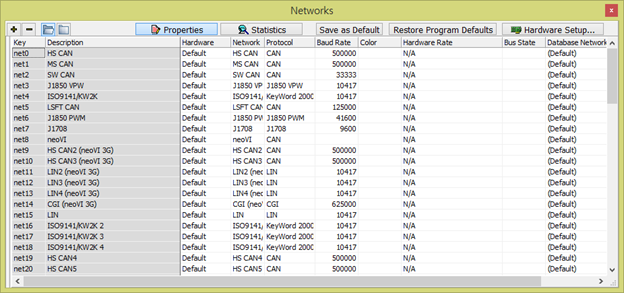 Networks
x
Properties Statistics Save as Default Restore Program Defaults Hardware Setup...
Key Description Hardware Network Protocol Baud Rate Color Hardware Rate Bus State Database Network
net0 HS CAN Default HS CAN CAN 500000 N/A (Default)
net1 MS CAN Default MS CAN CAN 500000 N/A (Default)
net2 SW CAN Default SW CAN CAN 33333 N/A (Default)
net3 J1850 VPW Default J1850 VP\ J1850 VPW 10417 N/A (Default)
net4 ISO9141/KW2K Default ISO9141/ KeyWord 2000 10417 N/A (Default)
net5 LSFT CAN Default LSFT CAN CAN 125000 N/A (Default)
net6 J1850 PWM Default J1850 PV J1850 PWM 41600 N/A (Default)
net7 J1708 Default J1708 J1708 9600 N/A (Default)
net8 neoVI Default neoVI CAN N/A (Default)
net9 HS CAN2 (neoVI 3G) Default HS CAN2 CAN 500000 N/A (Default)
net10 HS CAN3 (neoVI 3G) Default HS CAN3 CAN 500000 N/A (Default)
net11 LIN2 (neoVI 3G) Default LIN2 (nec LIN 10417 N/A (Default)
net12 LIN3 (neoVI 3G) Default LIN3 (nec LIN 10417 N/A (Default)
net13 LIN4 (neoVI 3G) Default LIN4 (nec LIN 10417 N/A (Default)
net14 CGI (neoVI 3G) Default CGI (neo' CAN 625000 N/A (Default)
net15 LIN Default LIN LIN 10417 N/A (Default)
net16 ISO9141/KW2K 2 Default ISO9141/ KeyWord 2000 10417 N/A (Default)
net17 ISO9141/KW2K 3 Default ISO9141/ KeyWord 2000 10417 N/A (Default)
net18 ISO9141/KW2K 4 Default ISO9141/ KeyWord 2000 10417 N/A (Default)
net19 HS CAN4 Default HS CAN4 CAN 500000 N/A (Default)
net20 HS CAN5 Default HS CAN5 CAN 500000 N/A (Default)